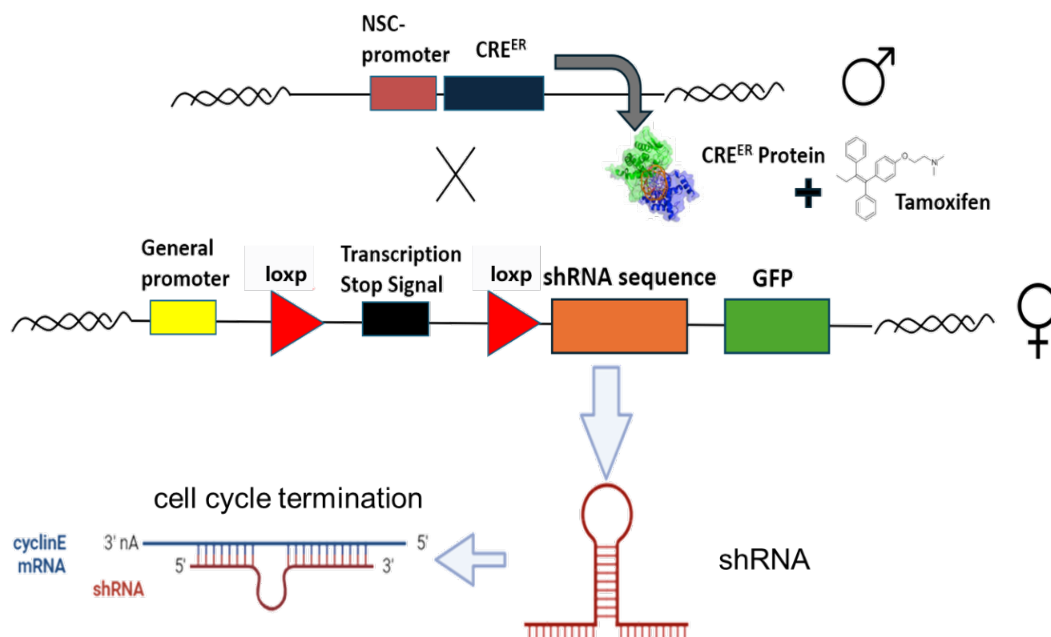 NSC-
promoter
CRE^ER
CRE^ER Protein
+
Tamoxifen
O
N
General
promoter
loxp
Transcription
Stop Signal
loxp
shRNA sequence
GFP
cell cycle termination
cyclinE
mRNA
3' nA
5'
5'
3'
shRNA
shRNA